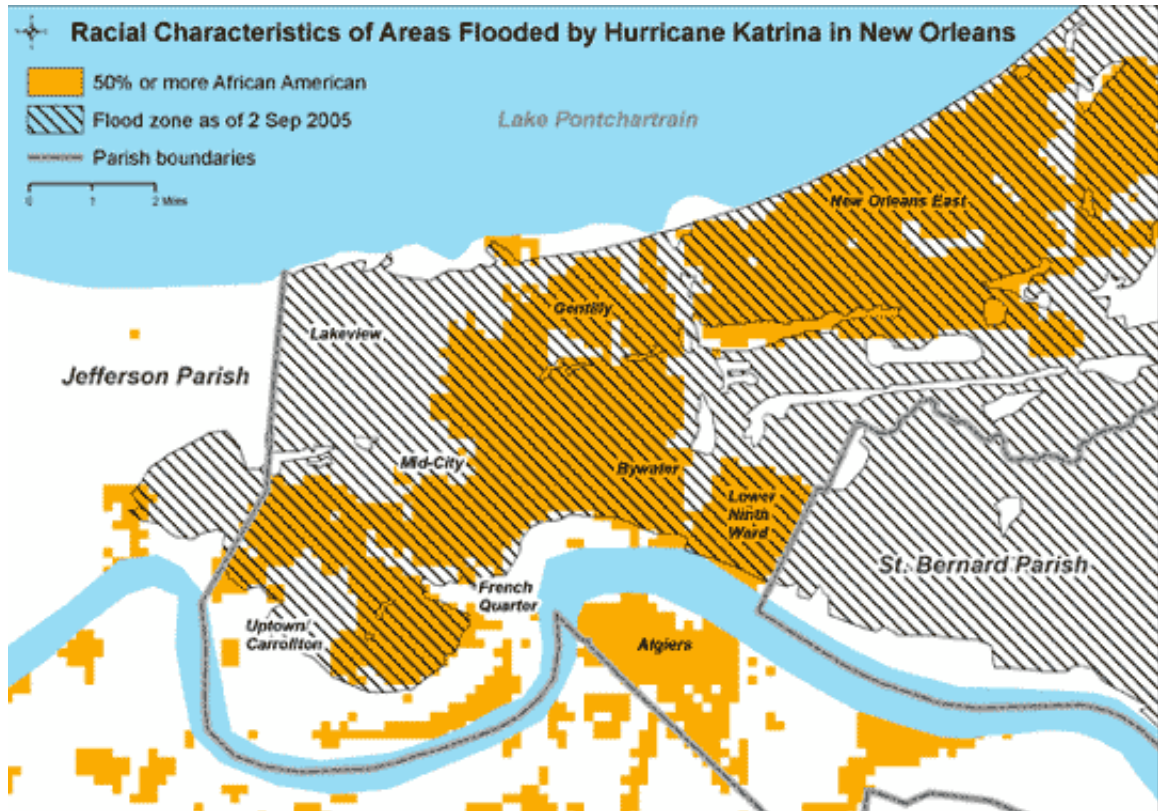 Racial Characteristics of Areas Flooded by Hurricane Katrina in New Orleans
50% or more African American
Flood zone as of 2 Sep 2005
Parish boundaries
0 1 2 Miles
Lake Pontchartrain
New Orleans East
Gentilly
Lakeview
Jefferson Parish
Mid-City
Bywater
Lower
Ninth
Ward
St. Bernard Parish
French
Quarter
Uptown/
Carrollton
Algiers